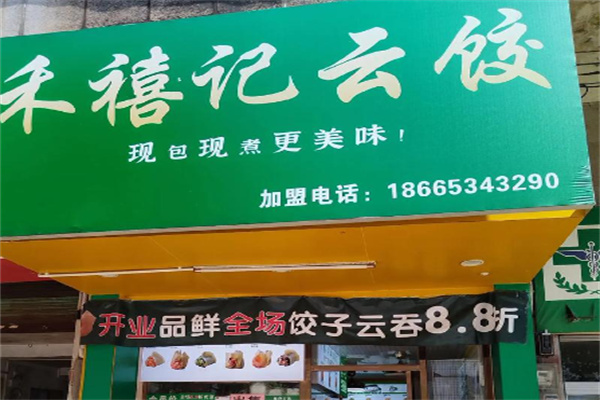 禾禧记云饺
现包现煮更美味！
加盟电话：18665343290
开业品鲜全场饺子云吞8.8折